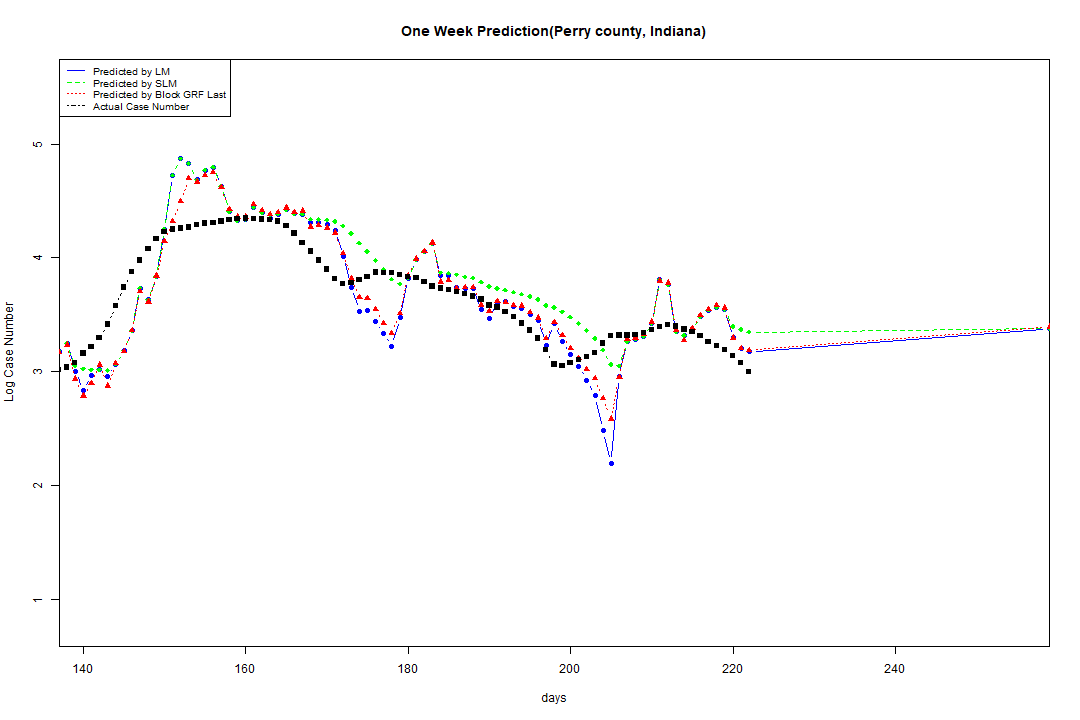 One Week Prediction(Perry county, Indiana)
Predicted by LM
Predicted by SLM
Predicted by Block GRF Last
Actual Case Number
5
4
3
2
1
Log Case Number
140 160 180 200 220 240
days